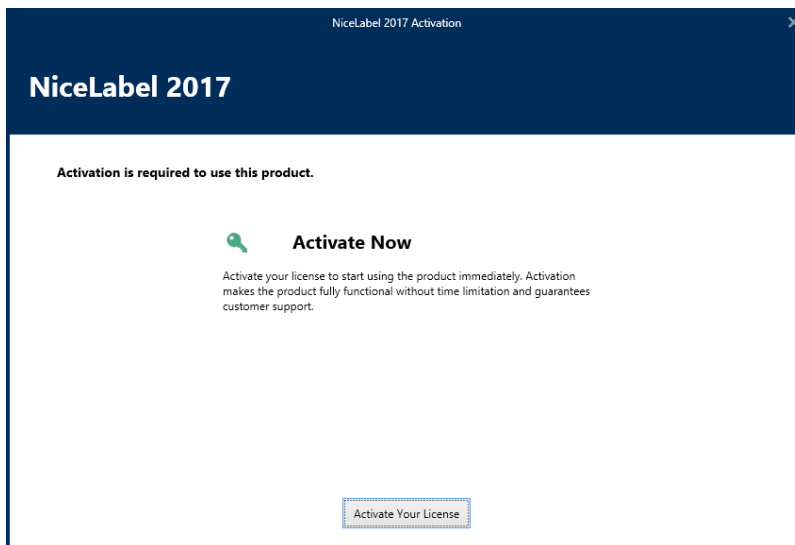 NiceLabel 2017 Activation
NiceLabel 2017
Activation is required to use this product.
Activate Now
Activate your license to start using the product immediately. Activation
makes the product fully functional without time limitation and guarantees
customer support.
Activate Your License